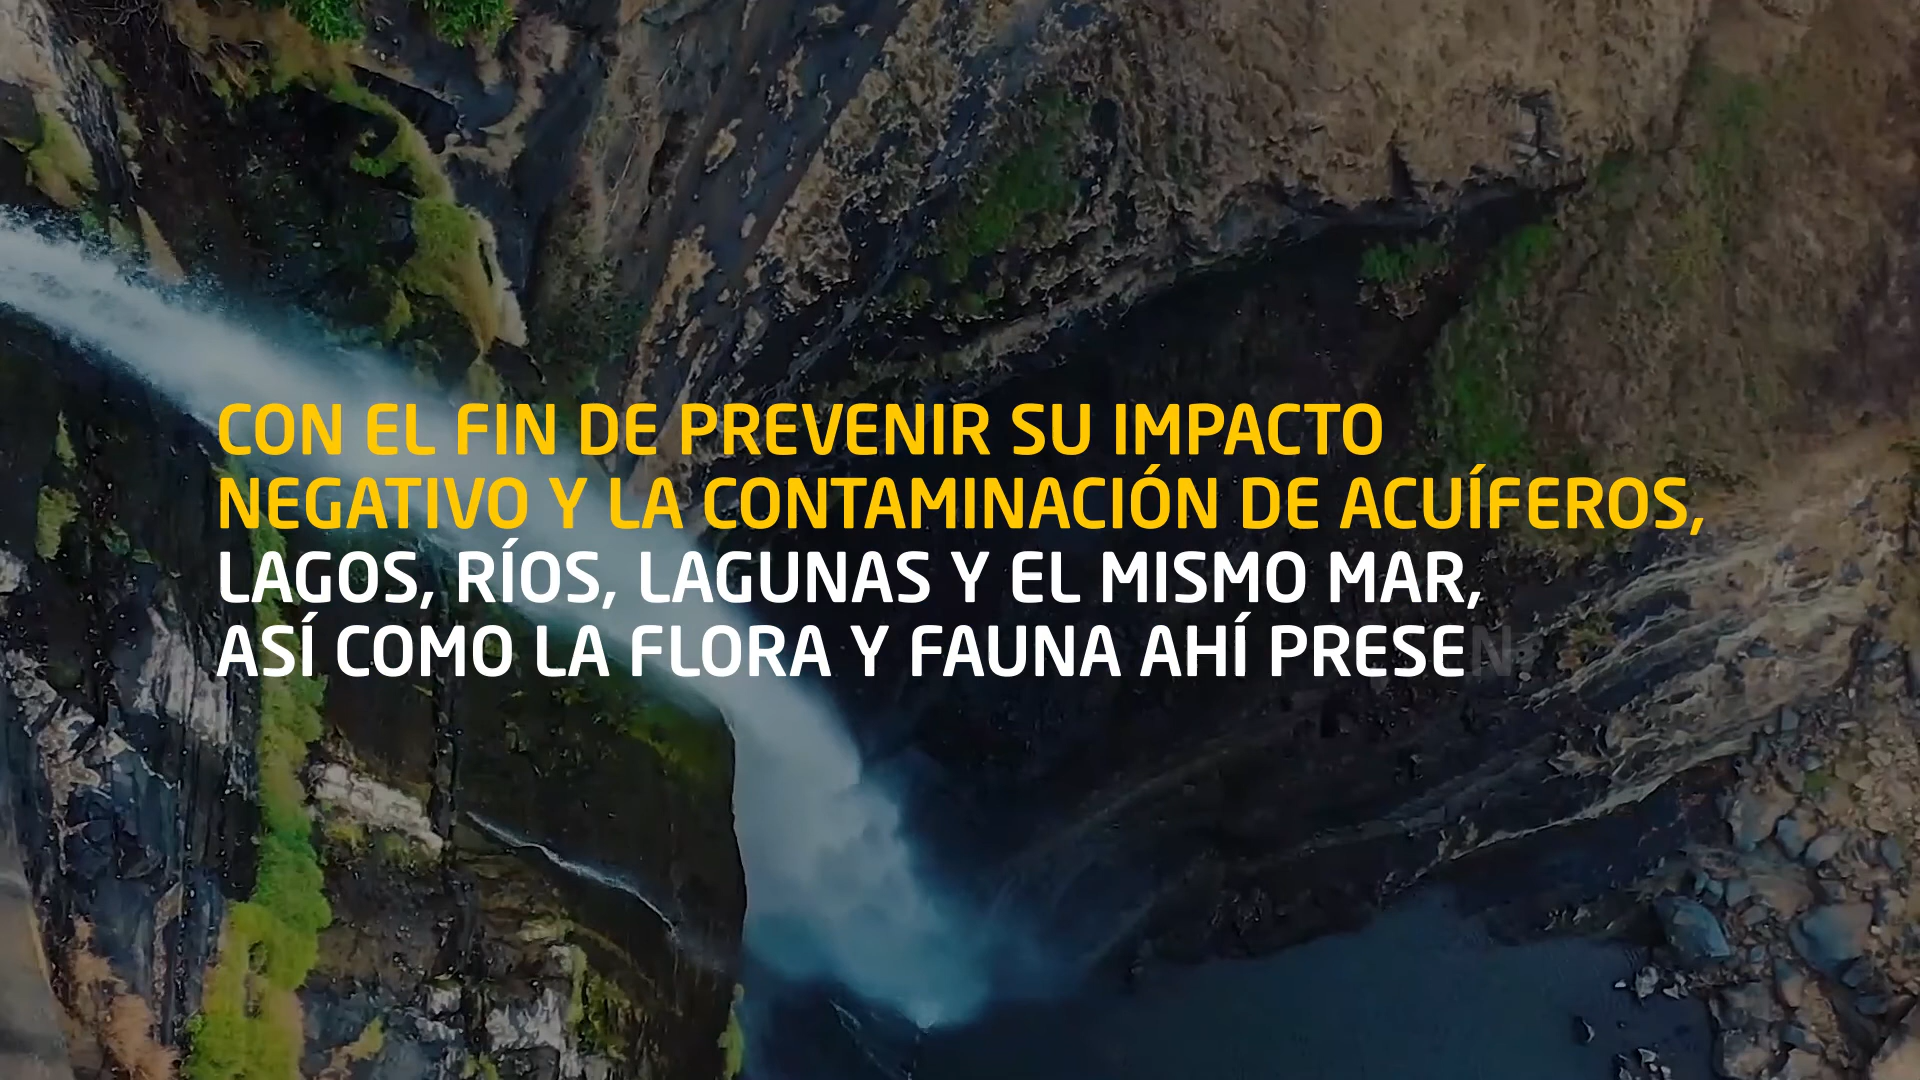 CON EL FIN DE PREVENIR SU IMPACTO
NEGATIVO Y LA CONTAMINACIÓN DE ACUÍFEROS,
LAGOS, RÍOS, LAGUNAS Y EL MISMO MAR,
ASÍ COMO LA FLORA Y FAUNA AHÍ PRESEN